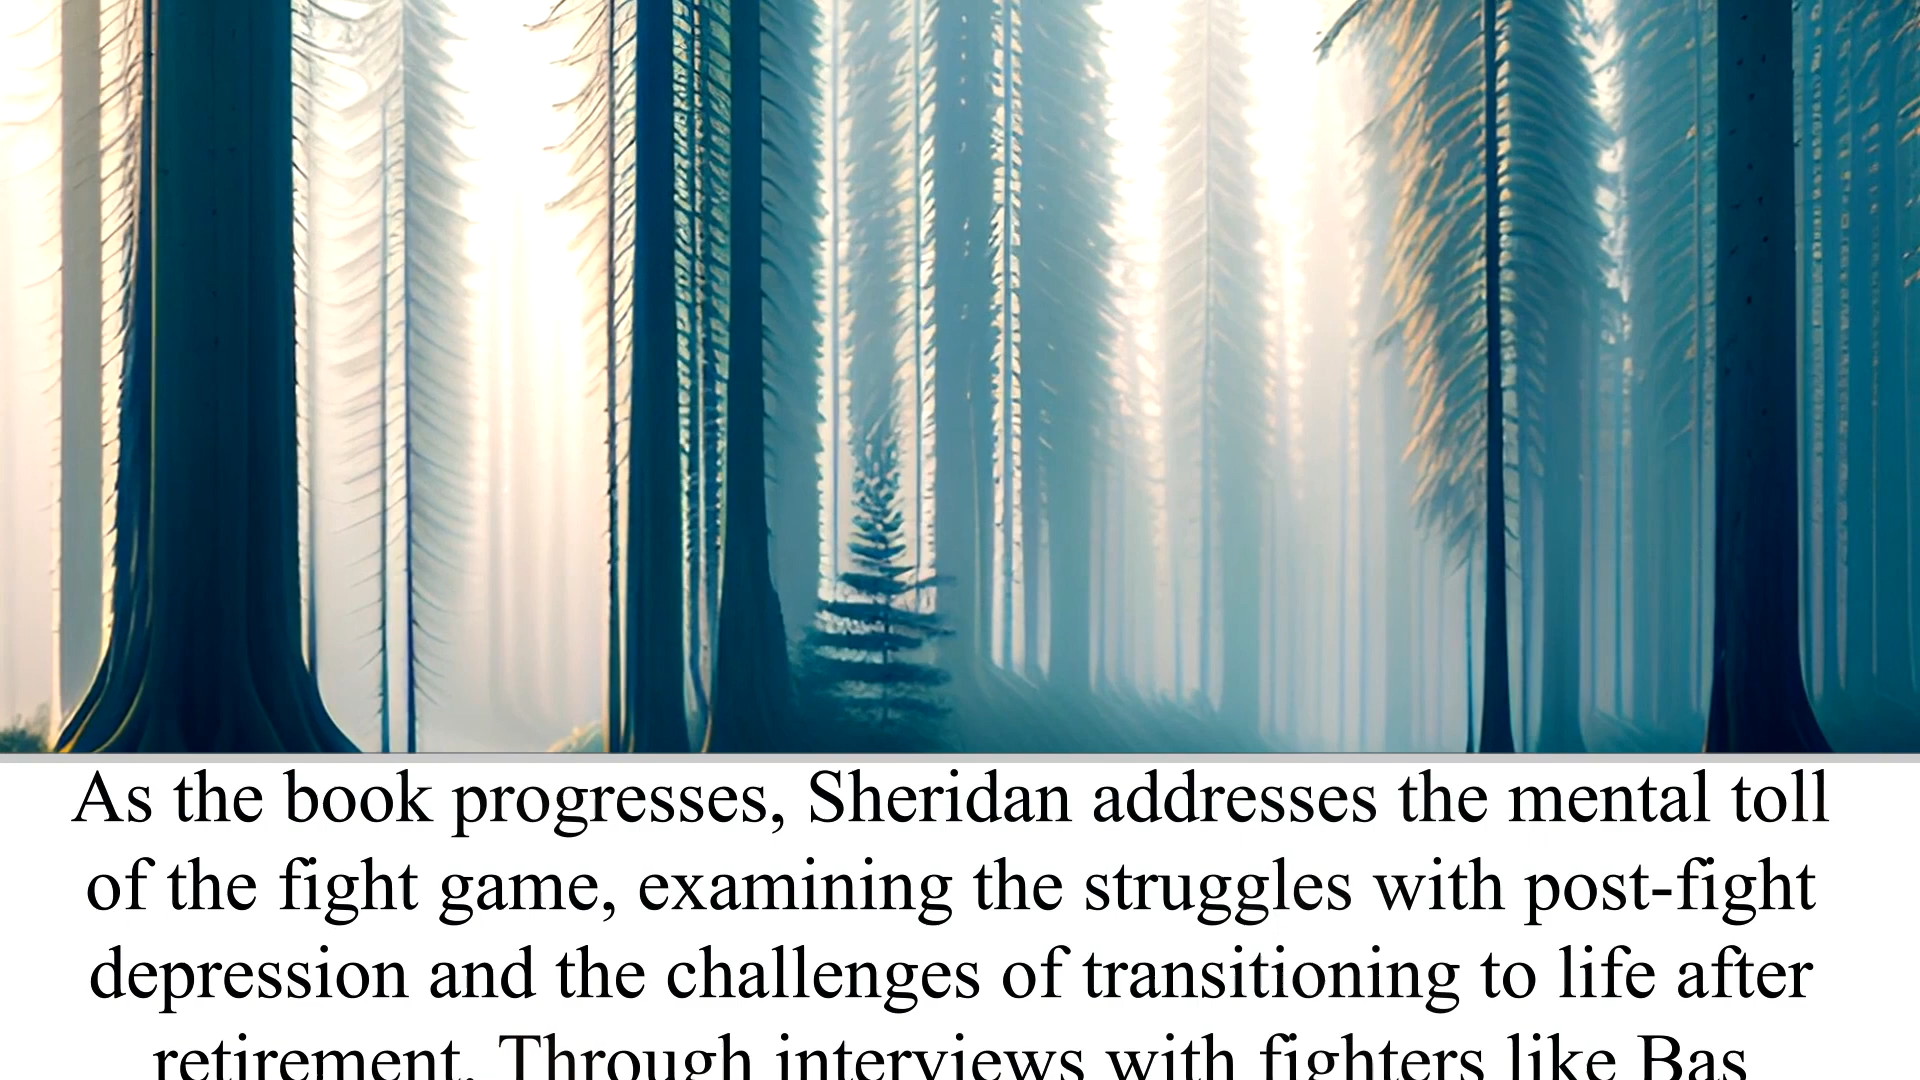 As the book progresses, Sheridan addresses the mental toll
of the fight game, examining the struggles with post-fight
depression and the challenges of transitioning to life after
retirement. Through interviews with fighters like Bas